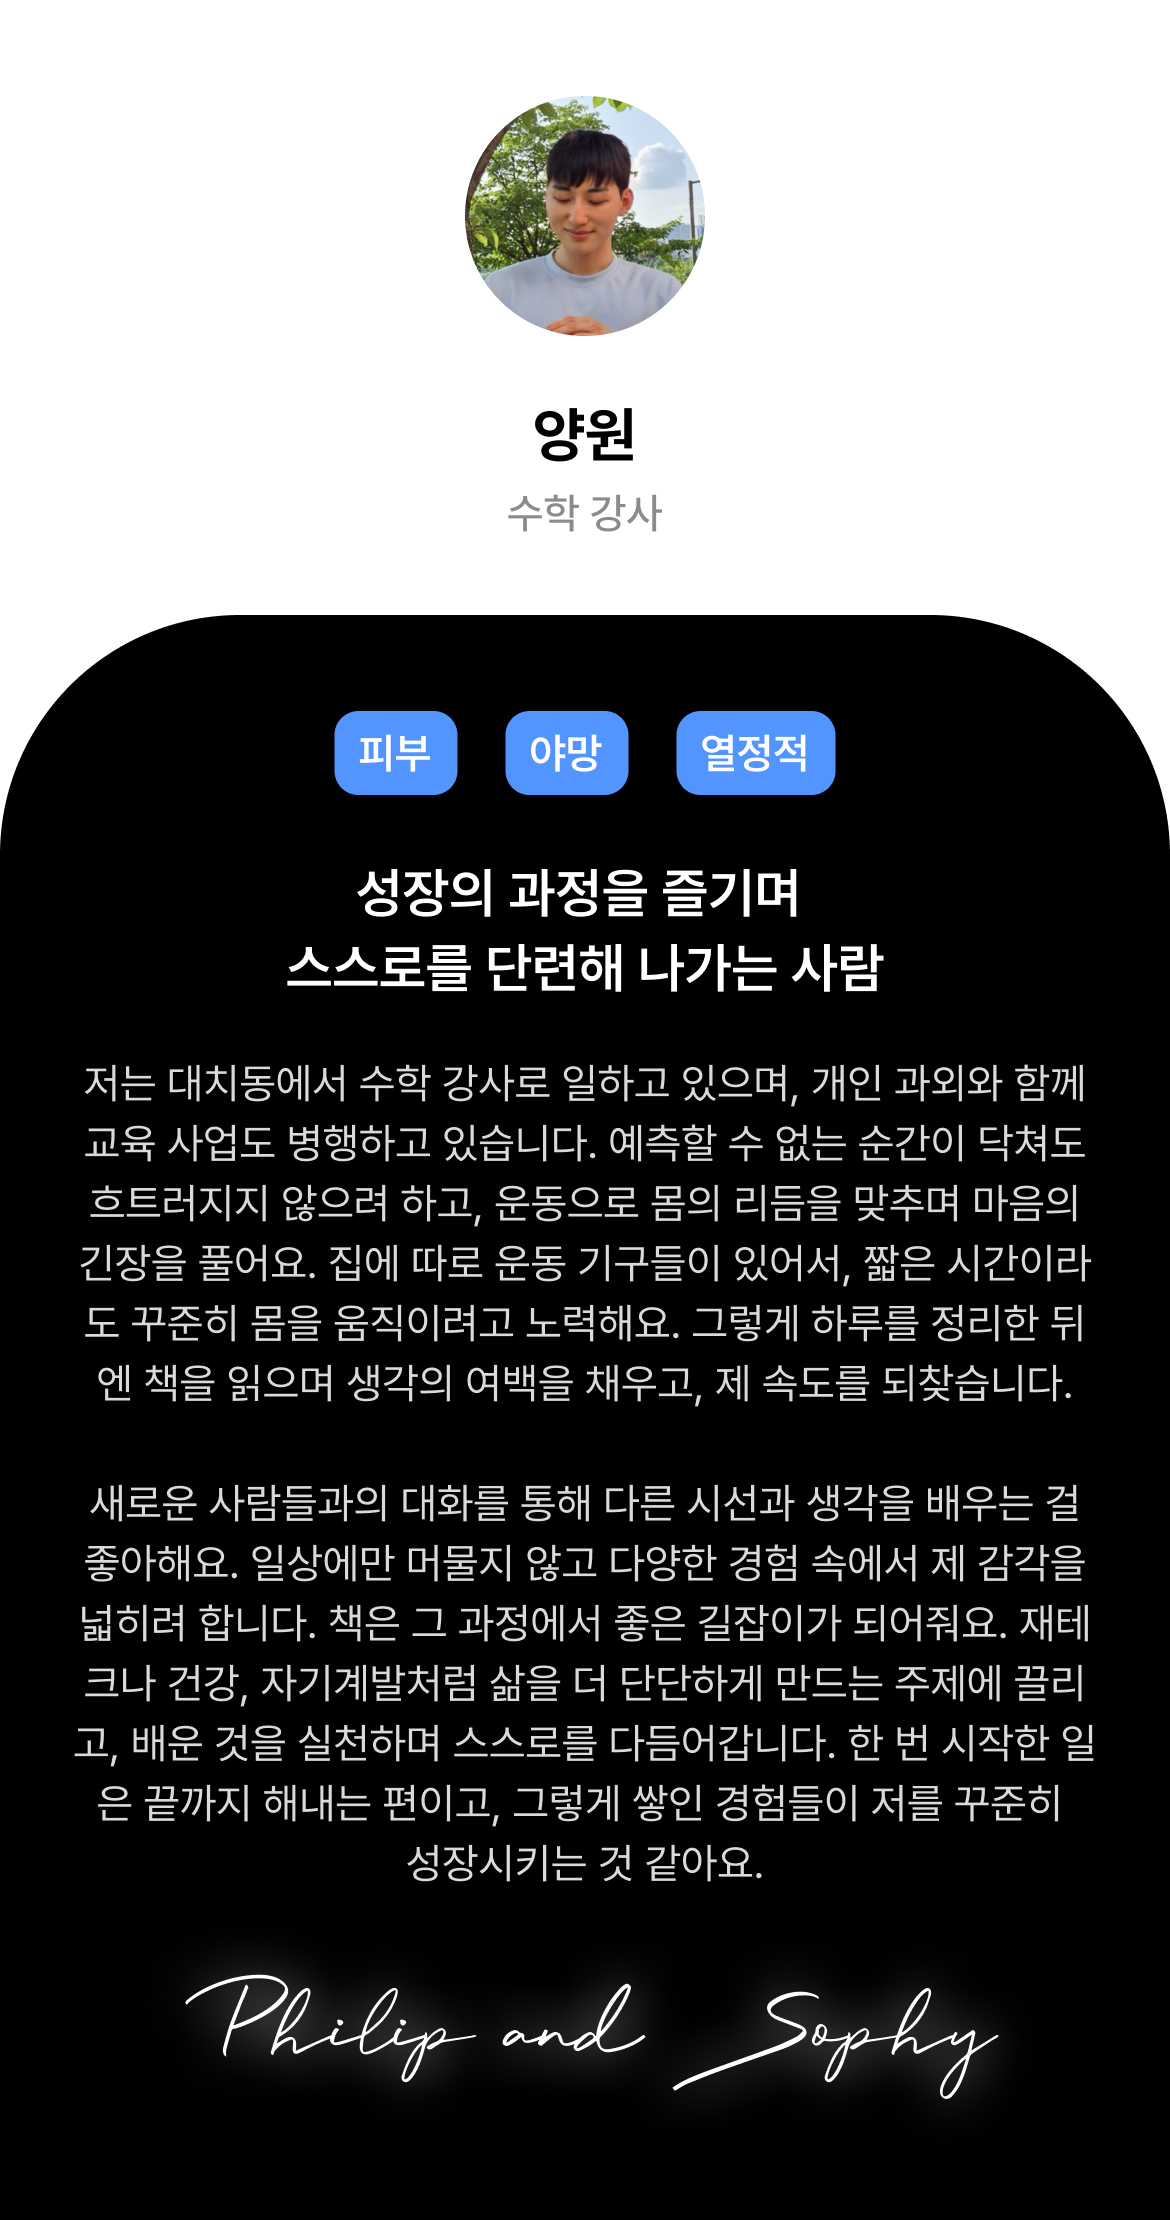 양원
수학 강사
피부 야망 열정적
성장의 과정을 즐기며
스스로를 단련해 나가는 사람
저는 대치동에서 수학 강사로 일하고 있으며, 개인 과외와 함께
교육 사업도 병행하고 있습니다. 예측할 수 없는 순간이 닥쳐도
흐트러지지 않으려 하고, 운동으로 몸의 리듬을 맞추며 마음의
긴장을 풀어요. 집에 따로 운동 기구들이 있어서, 짧은 시간이라
도 꾸준히 몸을 움직이려고 노력해요. 그렇게 하루를 정리한 뒤
엔 책을 읽으며 생각의 여백을 채우고, 제 속도를 되찾습니다.
새로운 사람들과의 대화를 통해 다른 시선과 생각을 배우는 걸
좋아해요. 일상에만 머물지 않고 다양한 경험 속에서 제 감각을
넓히려 합니다. 책은 그 과정에서 좋은 길잡이가 되어줘요. 재테
크나 건강, 자기계발처럼 삶을 더 단단하게 만드는 주제에 끌리
고, 배운 것을 실천하며 스스로를 다듬어갑니다. 한 번 시작한 일
은 끝까지 해내는 편이고, 그렇게 쌓인 경험들이 저를 꾸준히
성장시키는 것 같아요.
Philip and Sophy